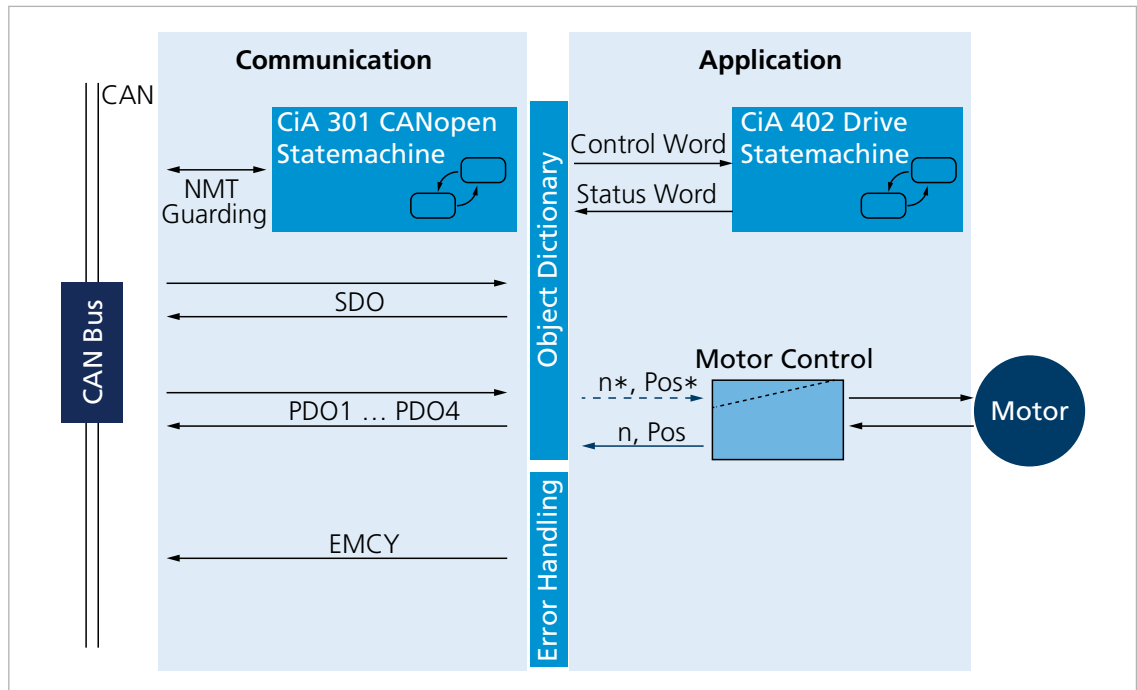 Communication
Application
CAN
CiA 301 CANopen
Statemachine
NMT
Guarding
Control Word
Status Word
CiA 402 Drive
Statemachine
Object Dictionary
SDO
CAN Bus
PDO1 … PDO4
Motor Control
n*, Pos*
n, Pos
Motor
EMCY
Error Handling